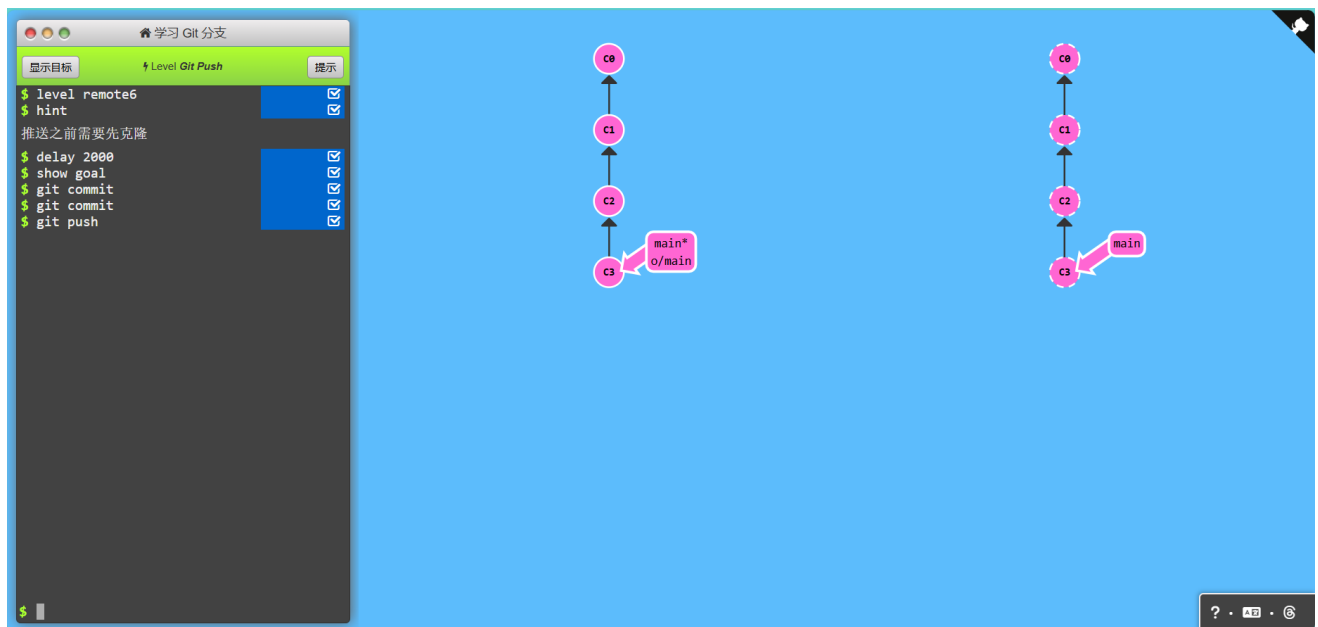 学习 Git 分支
显示目标
Level Git Push
提示
$ level remote6
$ hint
推送之前需要先克隆
$ delay 2000
$ show goal
$ git commit
$ git commit
$ git push
$
C0
C1
C2
C3
main*
o/main
C0
C1
C2
C3
main
? · A文 ·